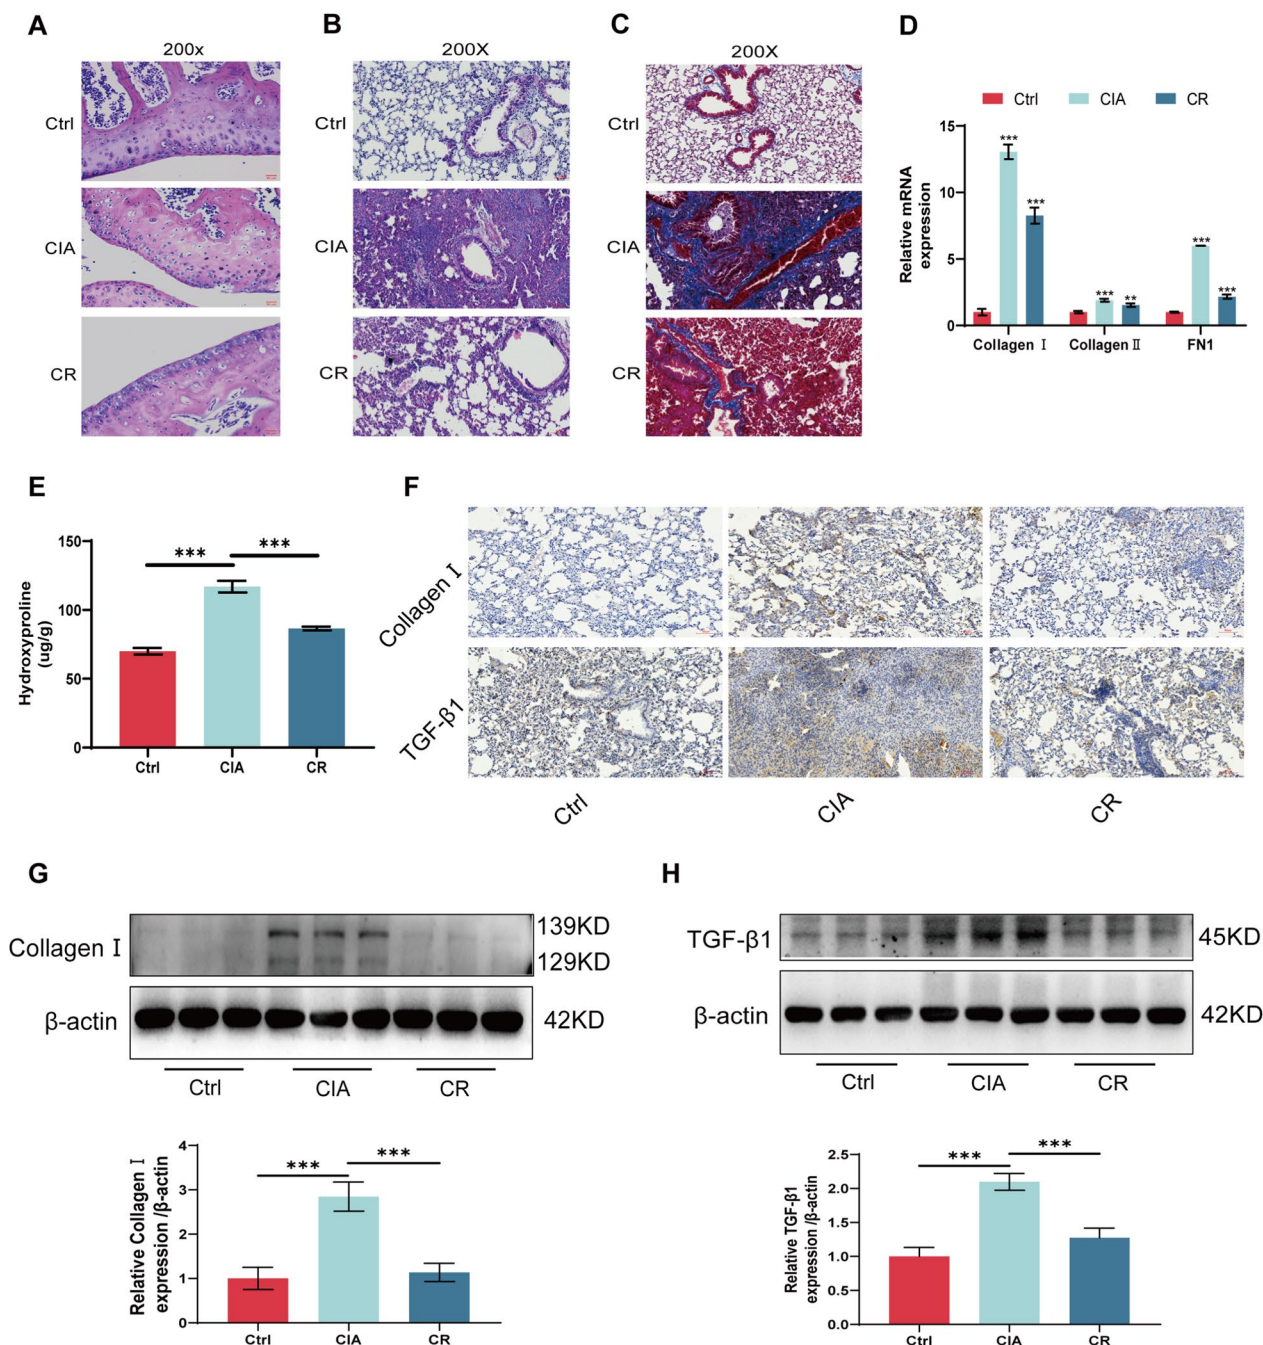 A
200x
Ctrl
CIA
CR
B
200X
Ctrl
CIA
CR
C
200X
Ctrl
CIA
CR
D
Ctrl
CIA
CR
Relative mRNA
expression
15
10
5
0
***
***
***
**
***
***
Collagen Ⅰ
Collagen Ⅱ
FN1
E
Hydroxyproline
(ug/g)
150
100
50
0
***
***
Ctrl
CIA
CR
F
Collagen Ⅰ
TGF-β1
Ctrl
CIA
CR
G
Collagen Ⅰ
139KD
129KD
β-actin
42KD
Ctrl
CIA
CR
Relative Collagen Ⅰ
expression /β-actin
4
3
2
1
0
***
***
Ctrl
CIA
CR
H
TGF-β1
45KD
β-actin
42KD
Ctrl
CIA
CR
Relative TGF-β1
expression /β-actin
2.5
2.0
1.5
1.0
0.5
0.0
***
***
Ctrl
CIA
CR